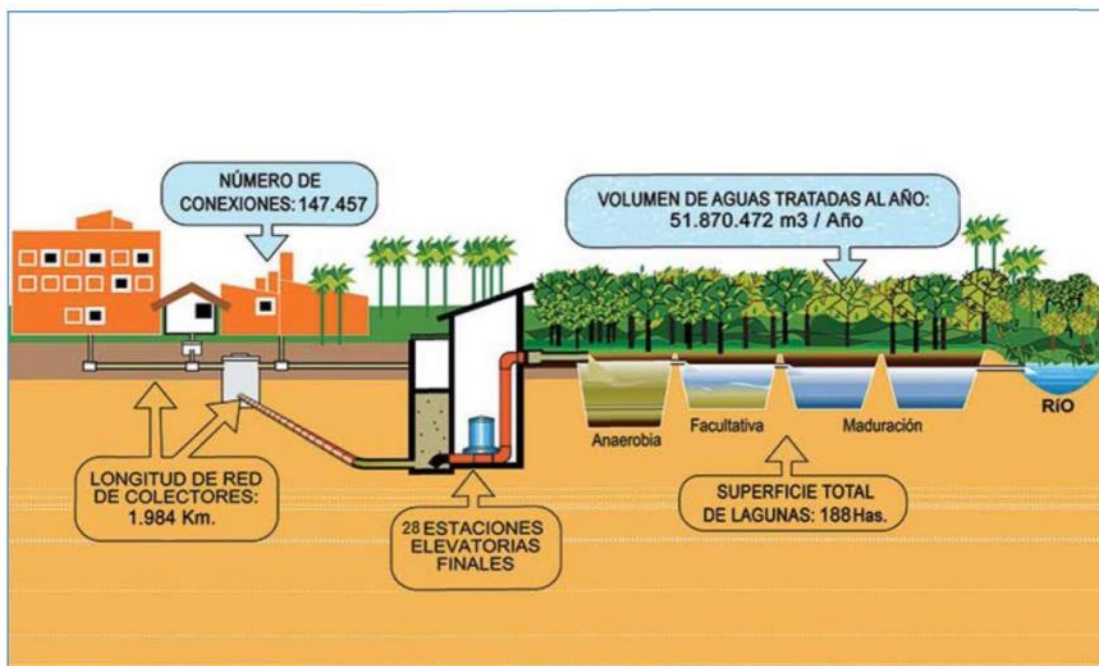 NÚMERO DE
CONEXIONES: 147.457
VOLUMEN DE AGUAS TRATADAS AL AÑO:
51.870.472 m3 / Año
Anaerobia
Facultativa
Maduración
RÍO
LONGITUD DE RED
DE COLECTORES:
1.984 Km.
28 ESTACIONES
ELEVATORIAS
FINALES
SUPERFICIE TOTAL
DE LAGUNAS: 188 Has.